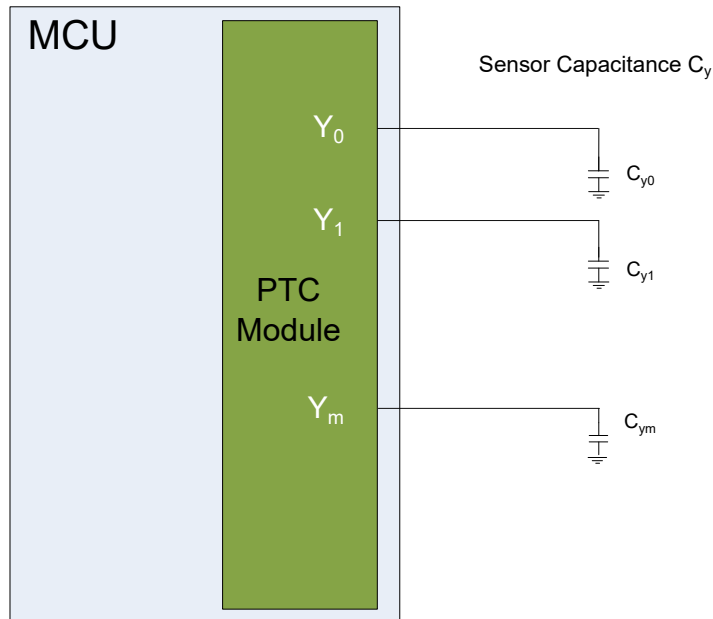 MCU
Sensor Capacitance Cy
Y0
Cy0
Y1
Cy1
PTC
Module
Ym
Cym